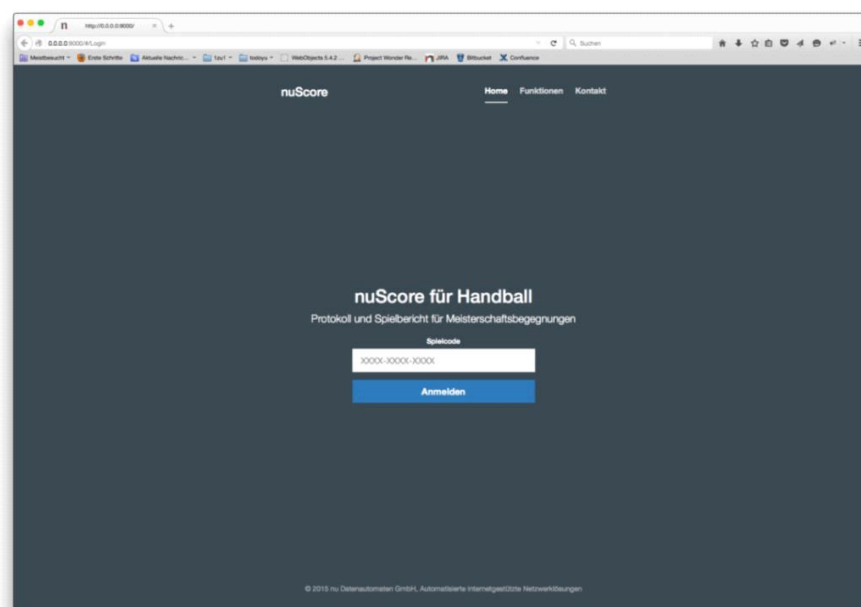 http://0.0.0.0:9000/
0.0.0.0:9000/#/Login
Suchen
Meistbesucht
Erste Schritte
Aktuelle Nachric...
1zu1
todoyu
WebObjects 5.4.2 ...
Project Wonder Re...
JIRA
Bitbucket
Confluence
nuScore
Home
Funktionen
Kontakt
nuScore für Handball
Protokoll und Spielbericht für Meisterschaftsbegegnungen
Spielcode
XXXX-XXXX-XXXX
Anmelden
© 2015 nu Datenautomaten GmbH, Automatisierte internetgestützte Netzwerklösungen